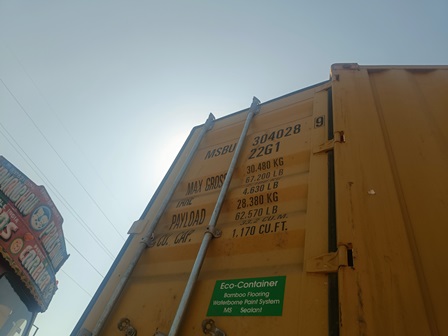 MSBU 304028 9
22G1
MAX GROSS 30.480 KG
67.200 LB
TARE 4.630 LB
PAYLOAD 28.380 KG
62.570 LB
CU. CAP.
1.170 CU.FT.
Eco-Container
Bamboo Flooring
Waterborne Paint System
MS Sealand